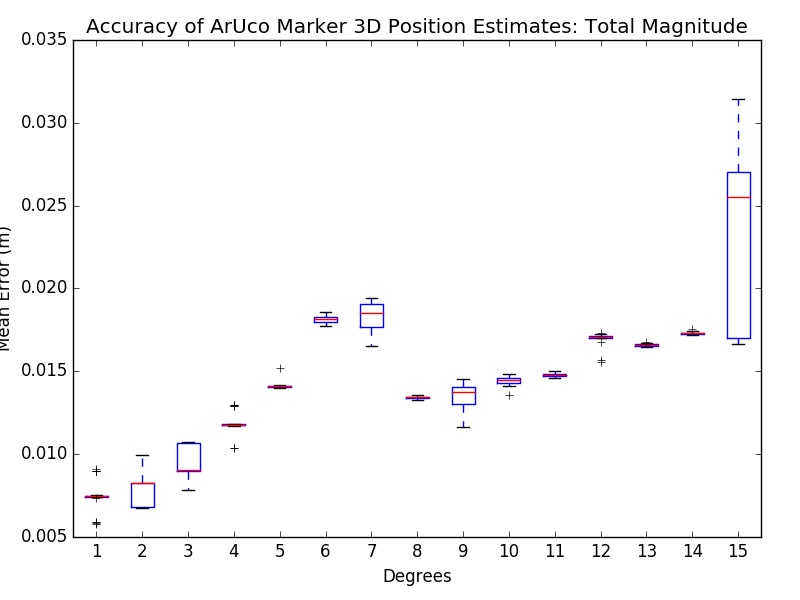 Accuracy of ArUco Marker 3D Position Estimates: Total Magnitude
0.035
0.030
0.025
0.020
0.015
0.010
0.005
Mean Error (m)
1 2 3 4 5 6 7 8 9 10 11 12 13 14 15
Degrees